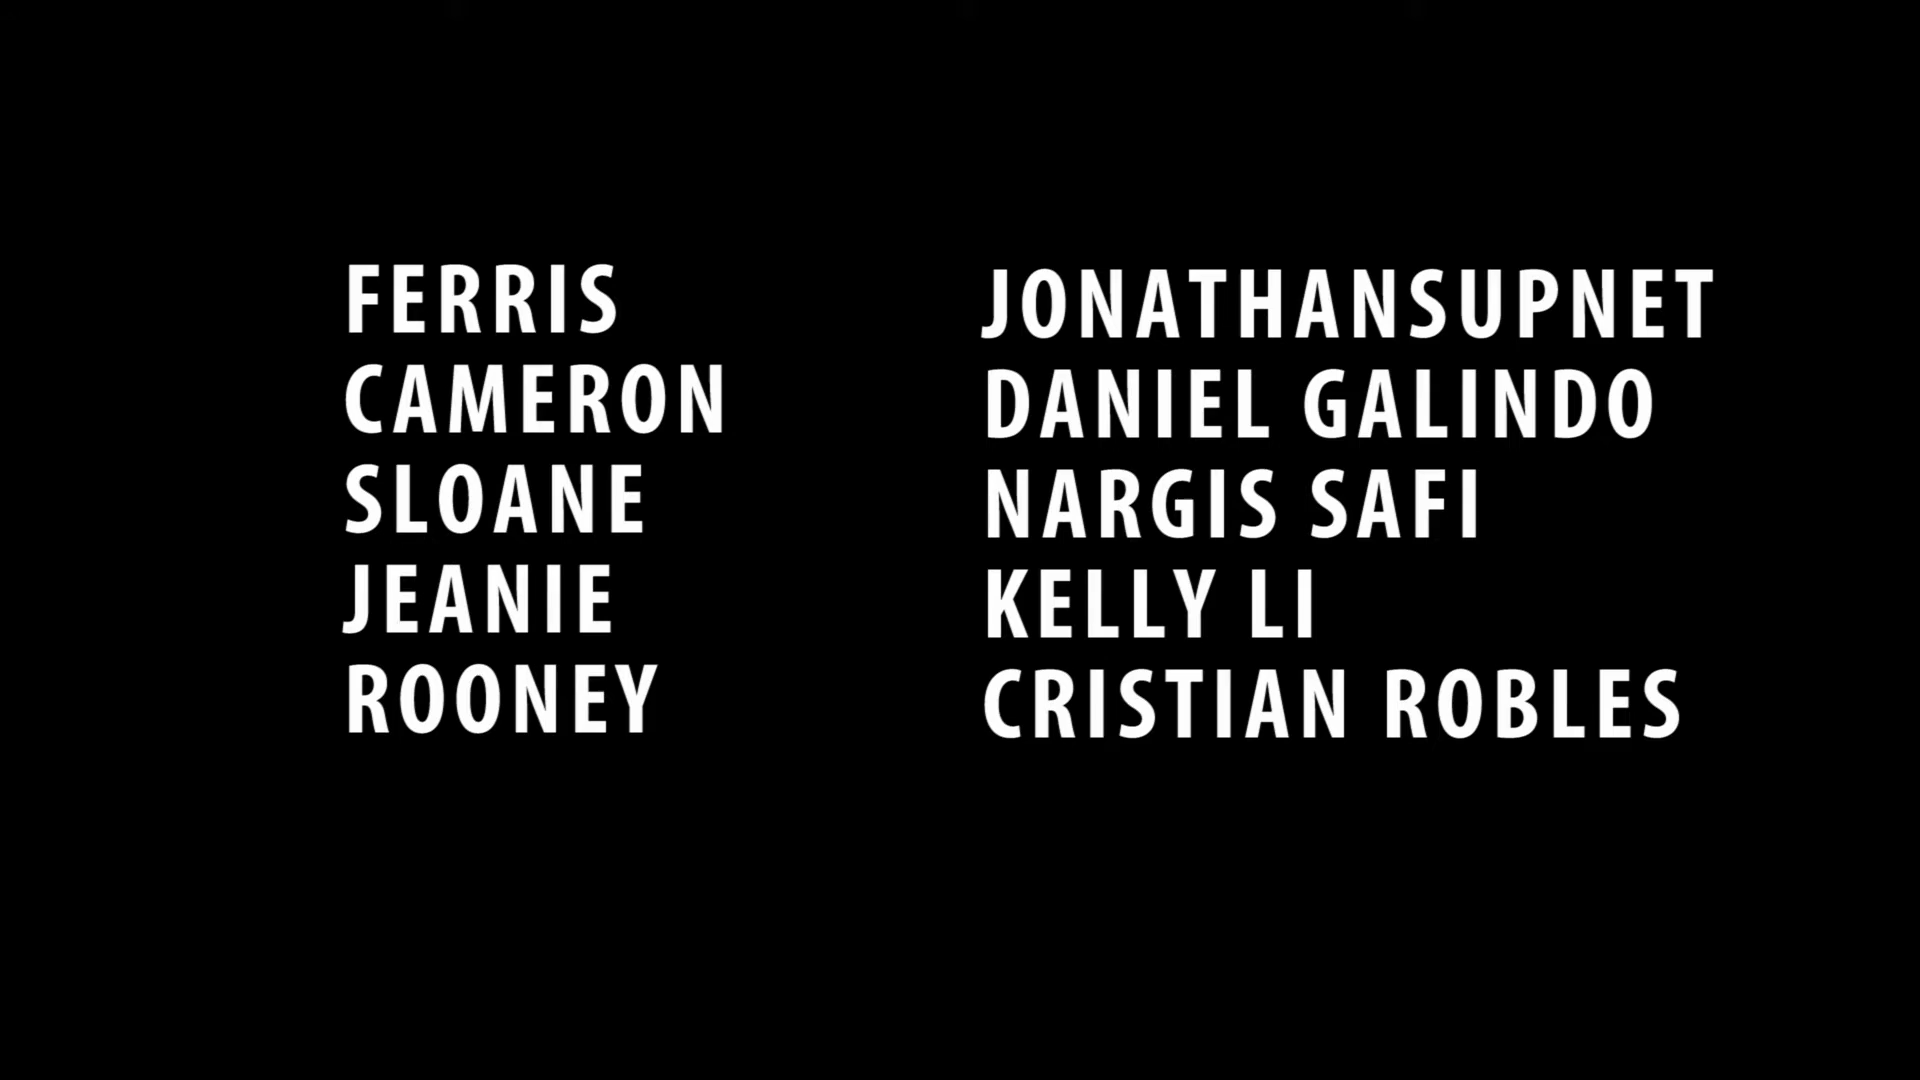 FERRIS JONATHANSUPNET
CAMERON DANIEL GALINDO
SLOANE NARGIS SAFI
JEANIE KELLY LI
ROONEY CRISTIAN ROBLES